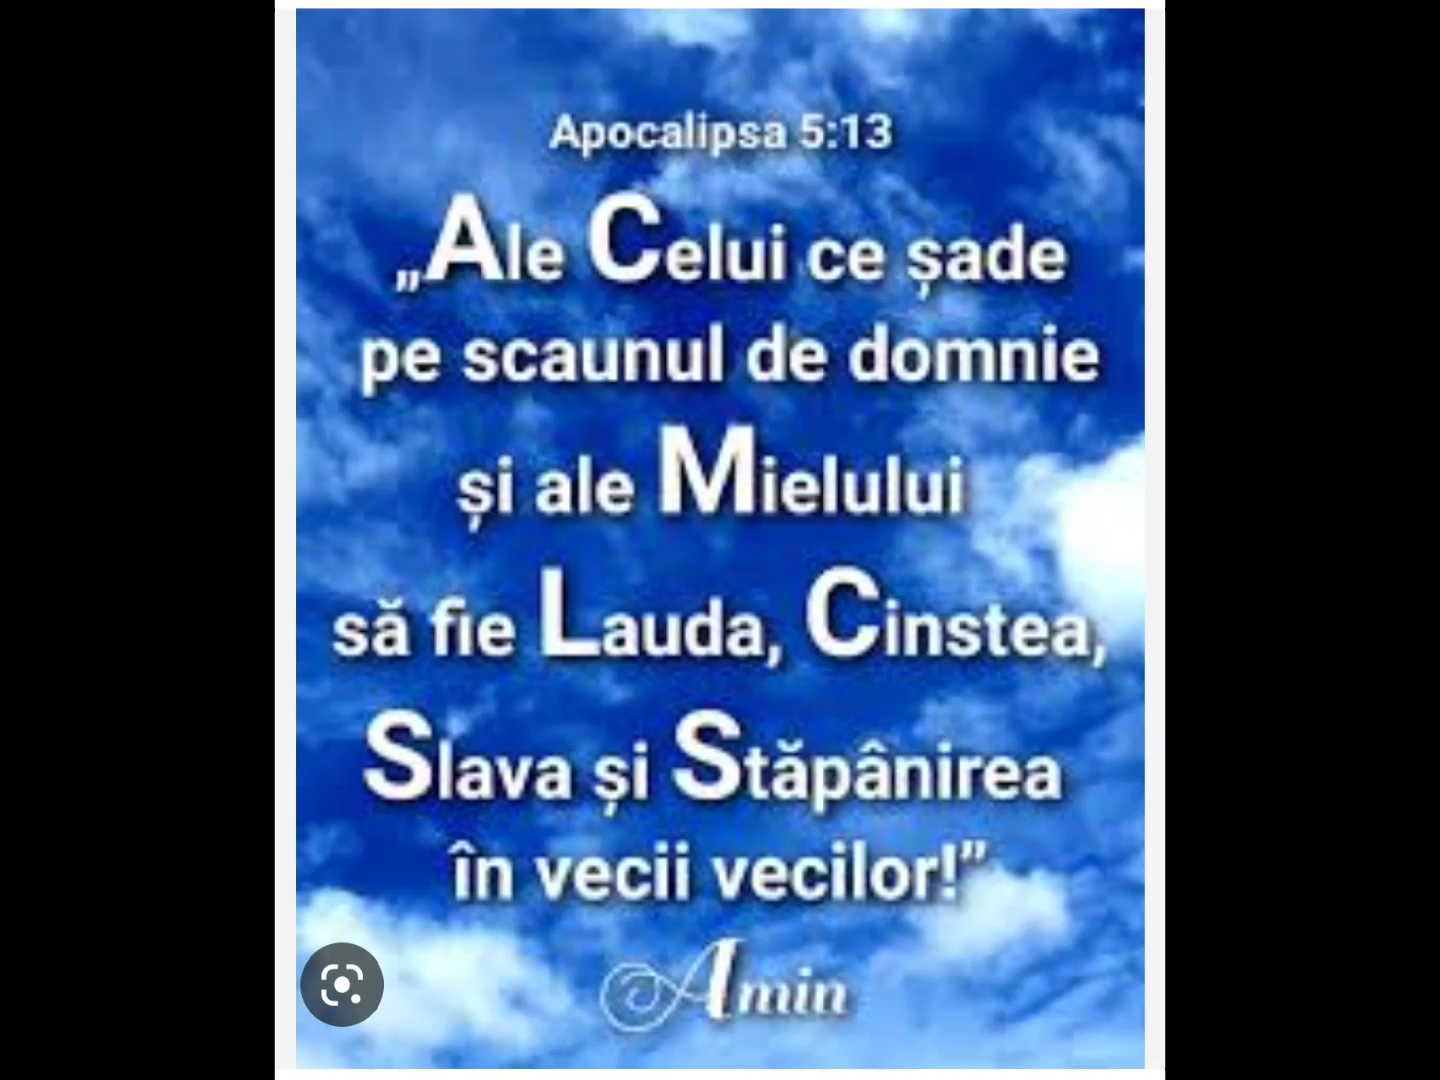 Apocalipsa 5:13
„Ale Celui ce șade
pe scaunul de domnie
și ale Mielului
să fie Lauda, Cinstea,
Slava și Stăpânirea
în vecii vecilor!”
Amin